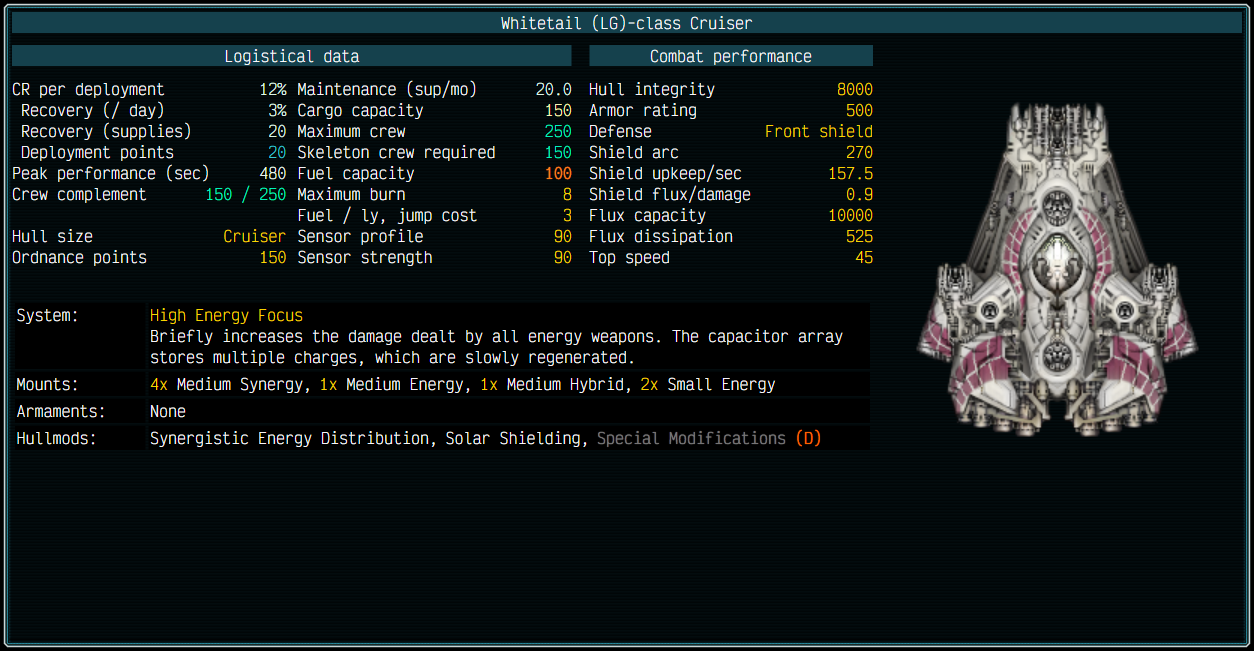 Whitetail (LG)-class Cruiser
Logistical data
CR per deployment 12% Maintenance (sup/mo) 20.0
Recovery (/ day) 3% Cargo capacity 150
Recovery (supplies) 20 Maximum crew 250
Deployment points 20 Skeleton crew required 150
Peak performance (sec) 480 Fuel capacity 100
Crew complement 150 / 250 Maximum burn 8
Fuel / ly, jump cost 3
Hull size Cruiser Sensor profile 90
Ordnance points 150 Sensor strength 90
Combat performance
Hull integrity 8000
Armor rating 500
Defense Front shield
Shield arc 270
Shield upkeep/sec 157.5
Shield flux/damage 0.9
Flux capacity 10000
Flux dissipation 525
Top speed 45
System: High Energy Focus
Briefly increases the damage dealt by all energy weapons. The capacitor array
stores multiple charges, which are slowly regenerated.
Mounts: 4x Medium Synergy, 1x Medium Energy, 1x Medium Hybrid, 2x Small Energy
Armaments: None
Hullmods: Synergistic Energy Distribution, Solar Shielding, Special Modifications (D)